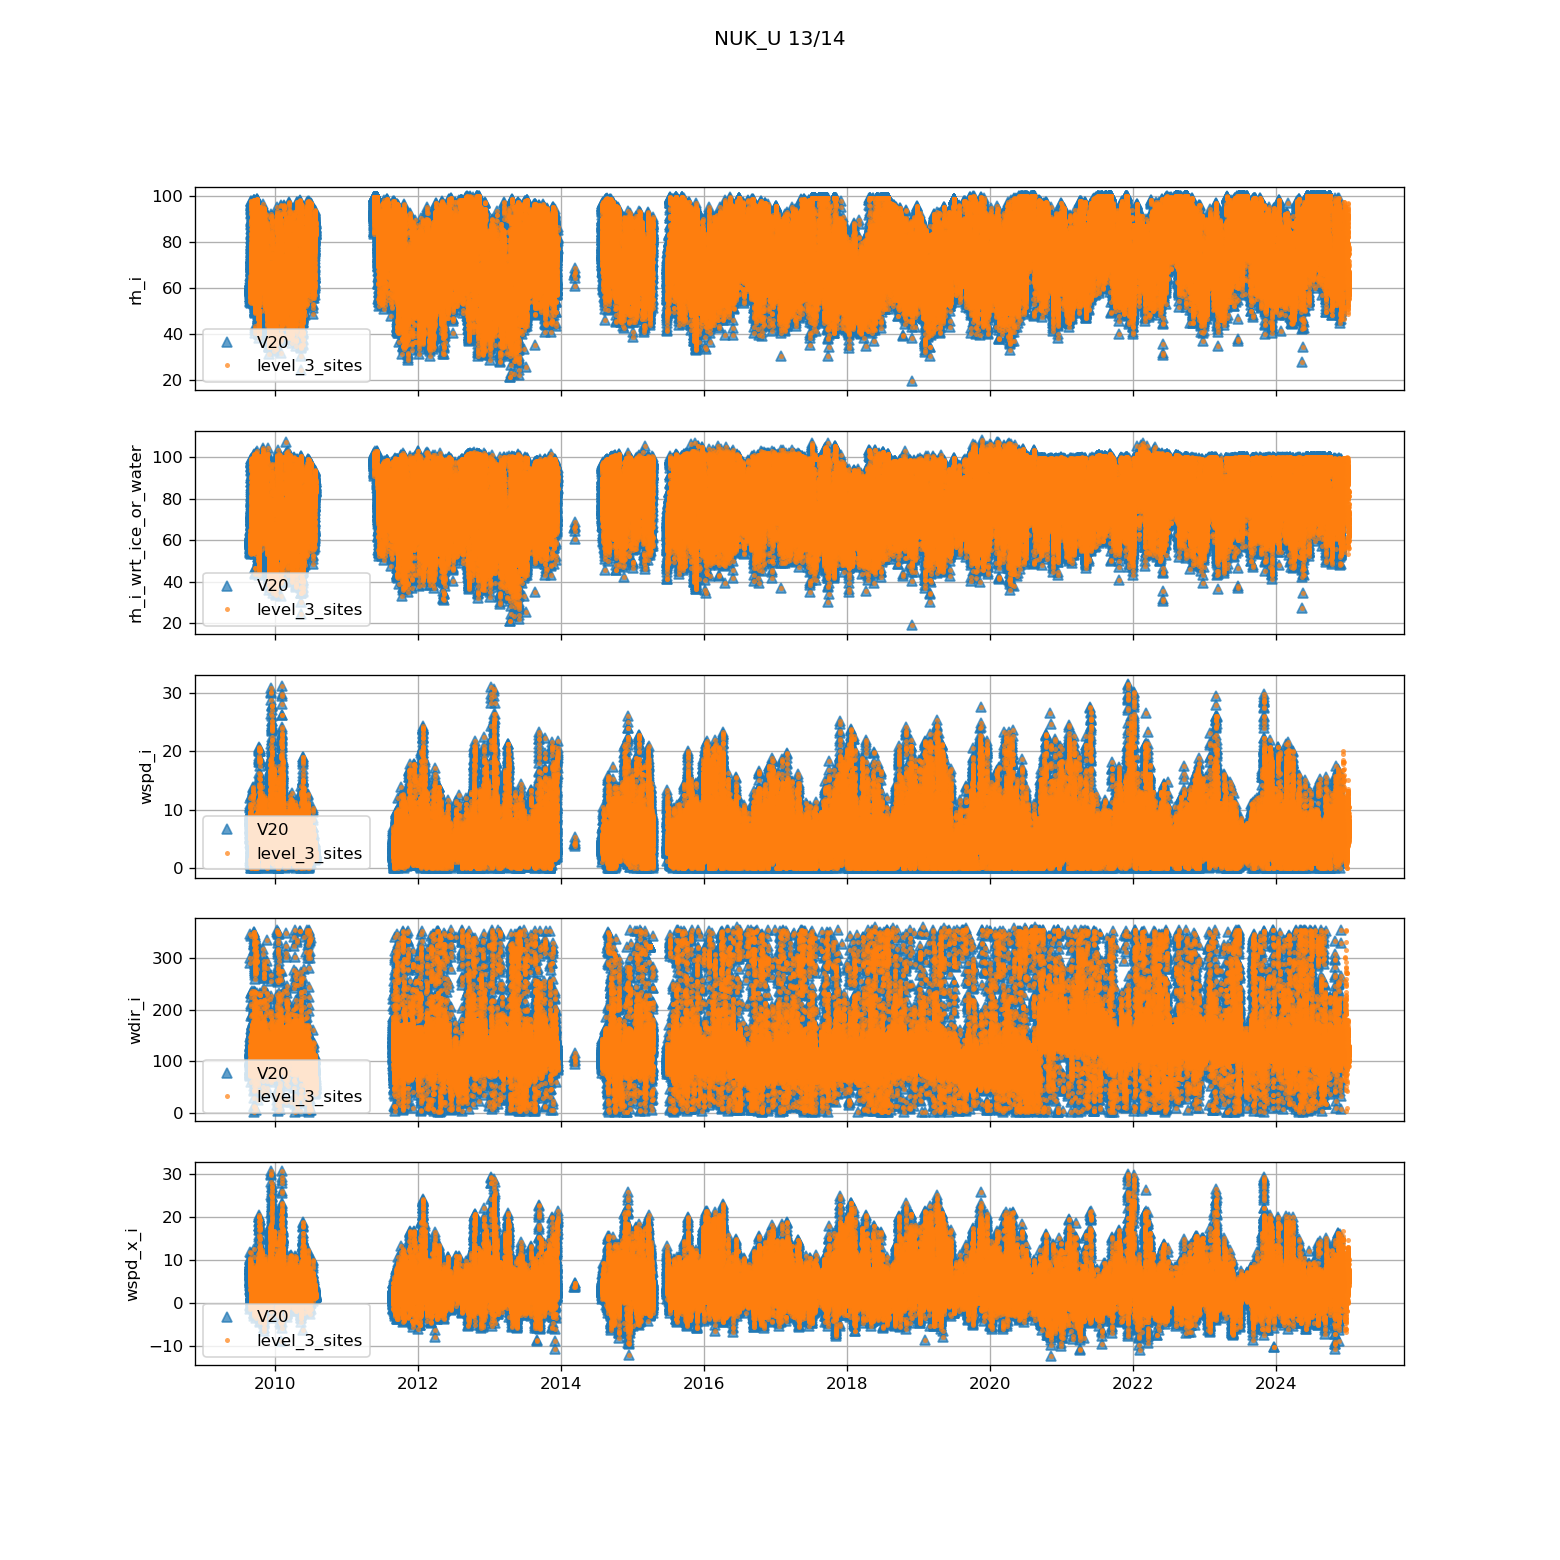 NUK_U 13/14
rh_i
100
80
60
40
20
V20
level_3_sites
rh_i_wrt_ice_or_water
100
80
60
40
20
V20
level_3_sites
wspd_i
30
20
10
0
V20
level_3_sites
wdir_i
300
200
100
0
V20
level_3_sites
wspd_x_i
30
20
10
0
−10
V20
level_3_sites
2010 2012 2014 2016 2018 2020 2022 2024